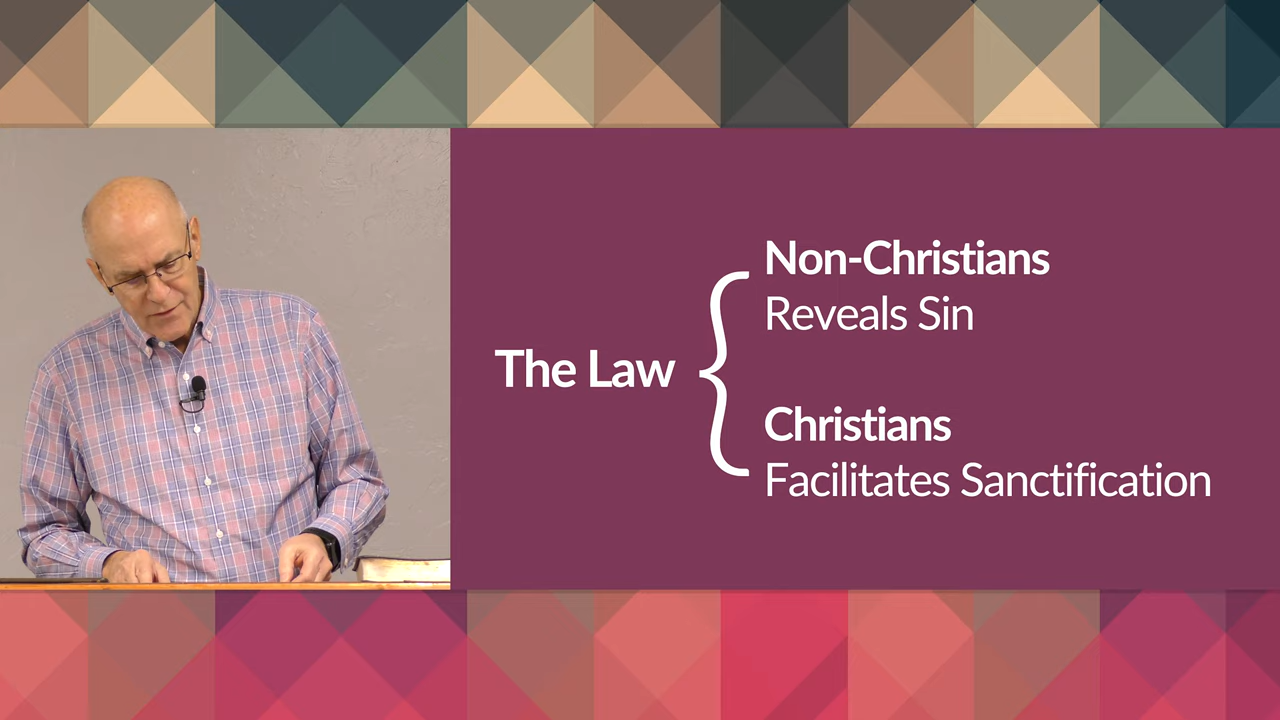 Non-Christians
Reveals Sin
The Law
Christians
Facilitates Sanctification